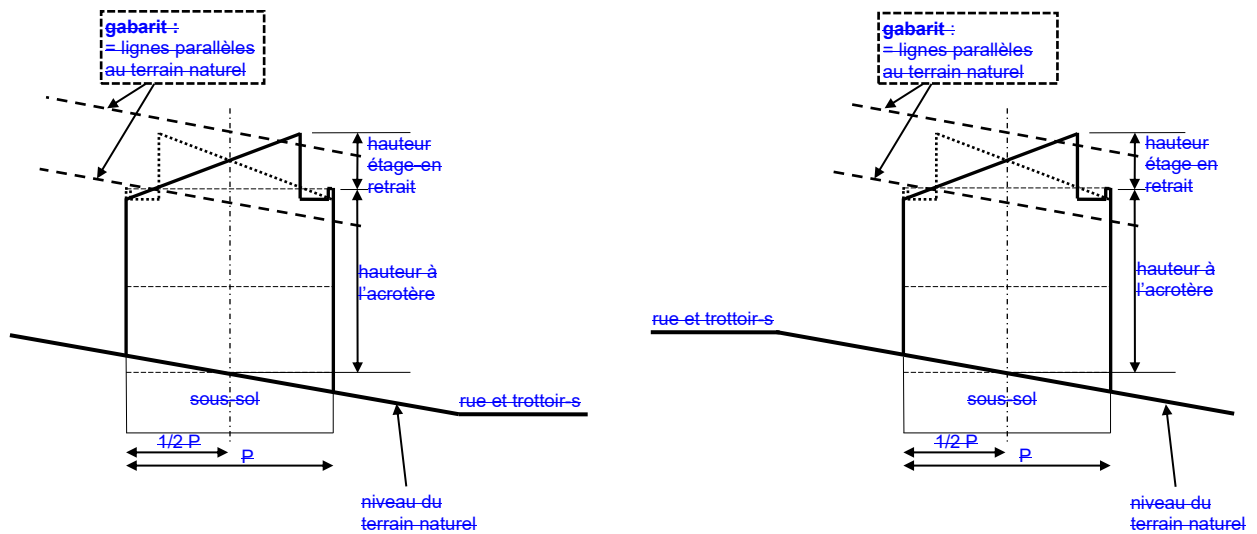 gabarit :
= lignes parallèles
au terrain naturel
hauteur
étage en
retrait
hauteur à
l'acrotère
sous-sol
rue et trottoir-s
1/2 P
P
niveau du
terrain naturel
gabarit :
= lignes parallèles
au terrain naturel
hauteur
étage en
retrait
hauteur à
l'acrotère
rue et trottoir-s
sous-sol
1/2 P
P
niveau du
terrain naturel